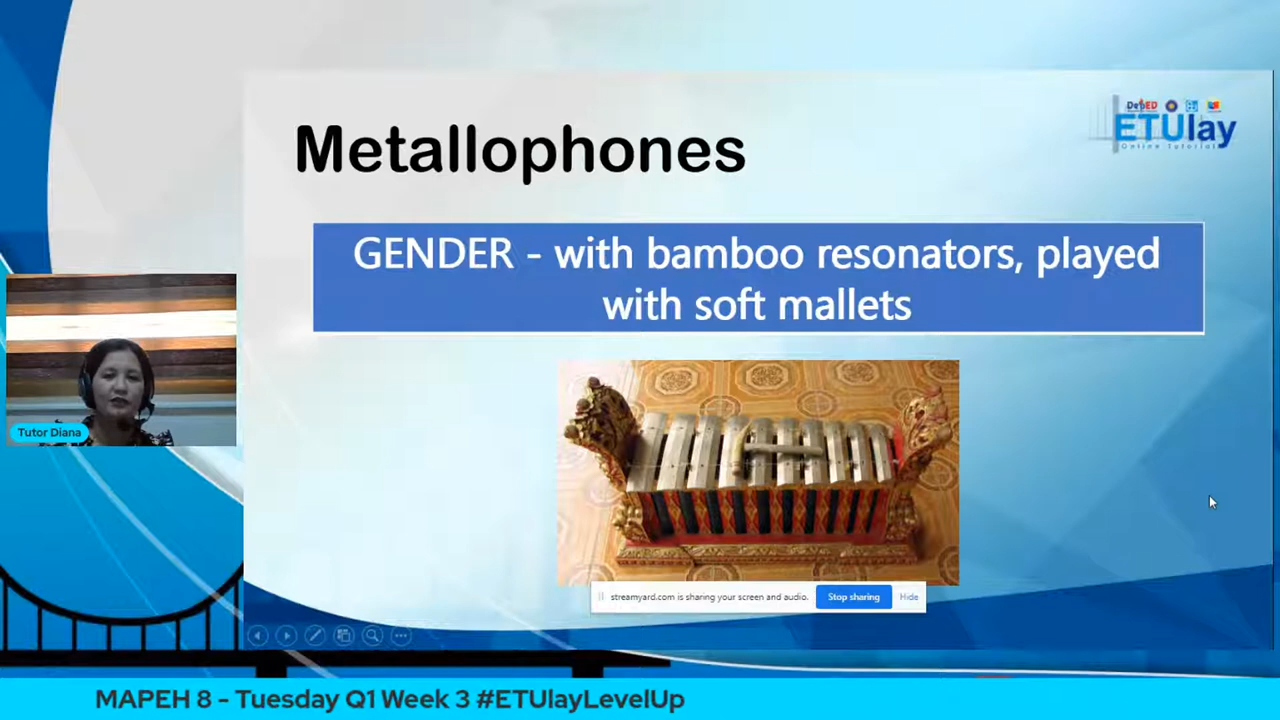 DepED
ETUlay
Online Tutorial
Metallophones
GENDER - with bamboo resonators, played
with soft mallets
Tutor Diana
streamyard.com is sharing your screen and audio.
Stop sharing
Hide
MAPEH 8 - Tuesday Q1 Week 3 #ETUlayLevelUp